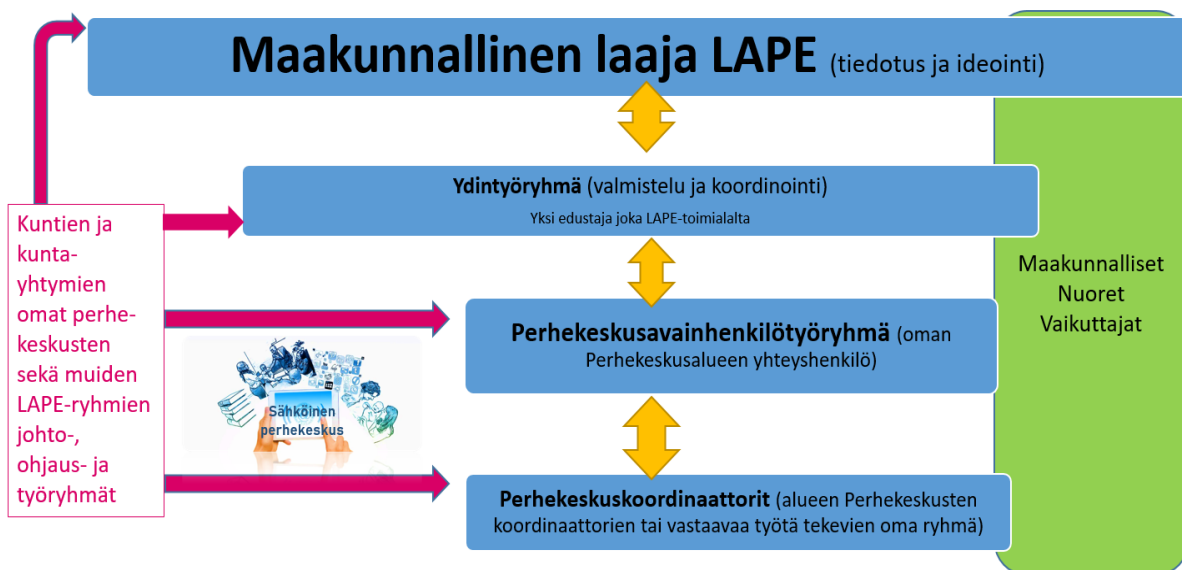 Maakunnallinen laaja LAPE (tiedotus ja ideointi)
Ydintyöryhmä (valmistelu ja koordinointi)
Yksi edustaja joka LAPE-toimialalta
Kuntien ja
kunta-
yhtymien
omat perhe-
keskusten
sekä muiden
LAPE-ryhmien
johto-,
ohjaus- ja
työryhmät
Perhekeskusavainhenkilötyöryhmä (oman
Perhekeskusalueen yhteyshenkilö)
Sähköinen
perhekeskus
Perhekeskuskoordinaattorit (alueen Perhekeskusten
koordinaattorien tai vastaavaa työtä tekevien oma ryhmä)
Maakunnalliset
Nuoret
Vaikuttajat